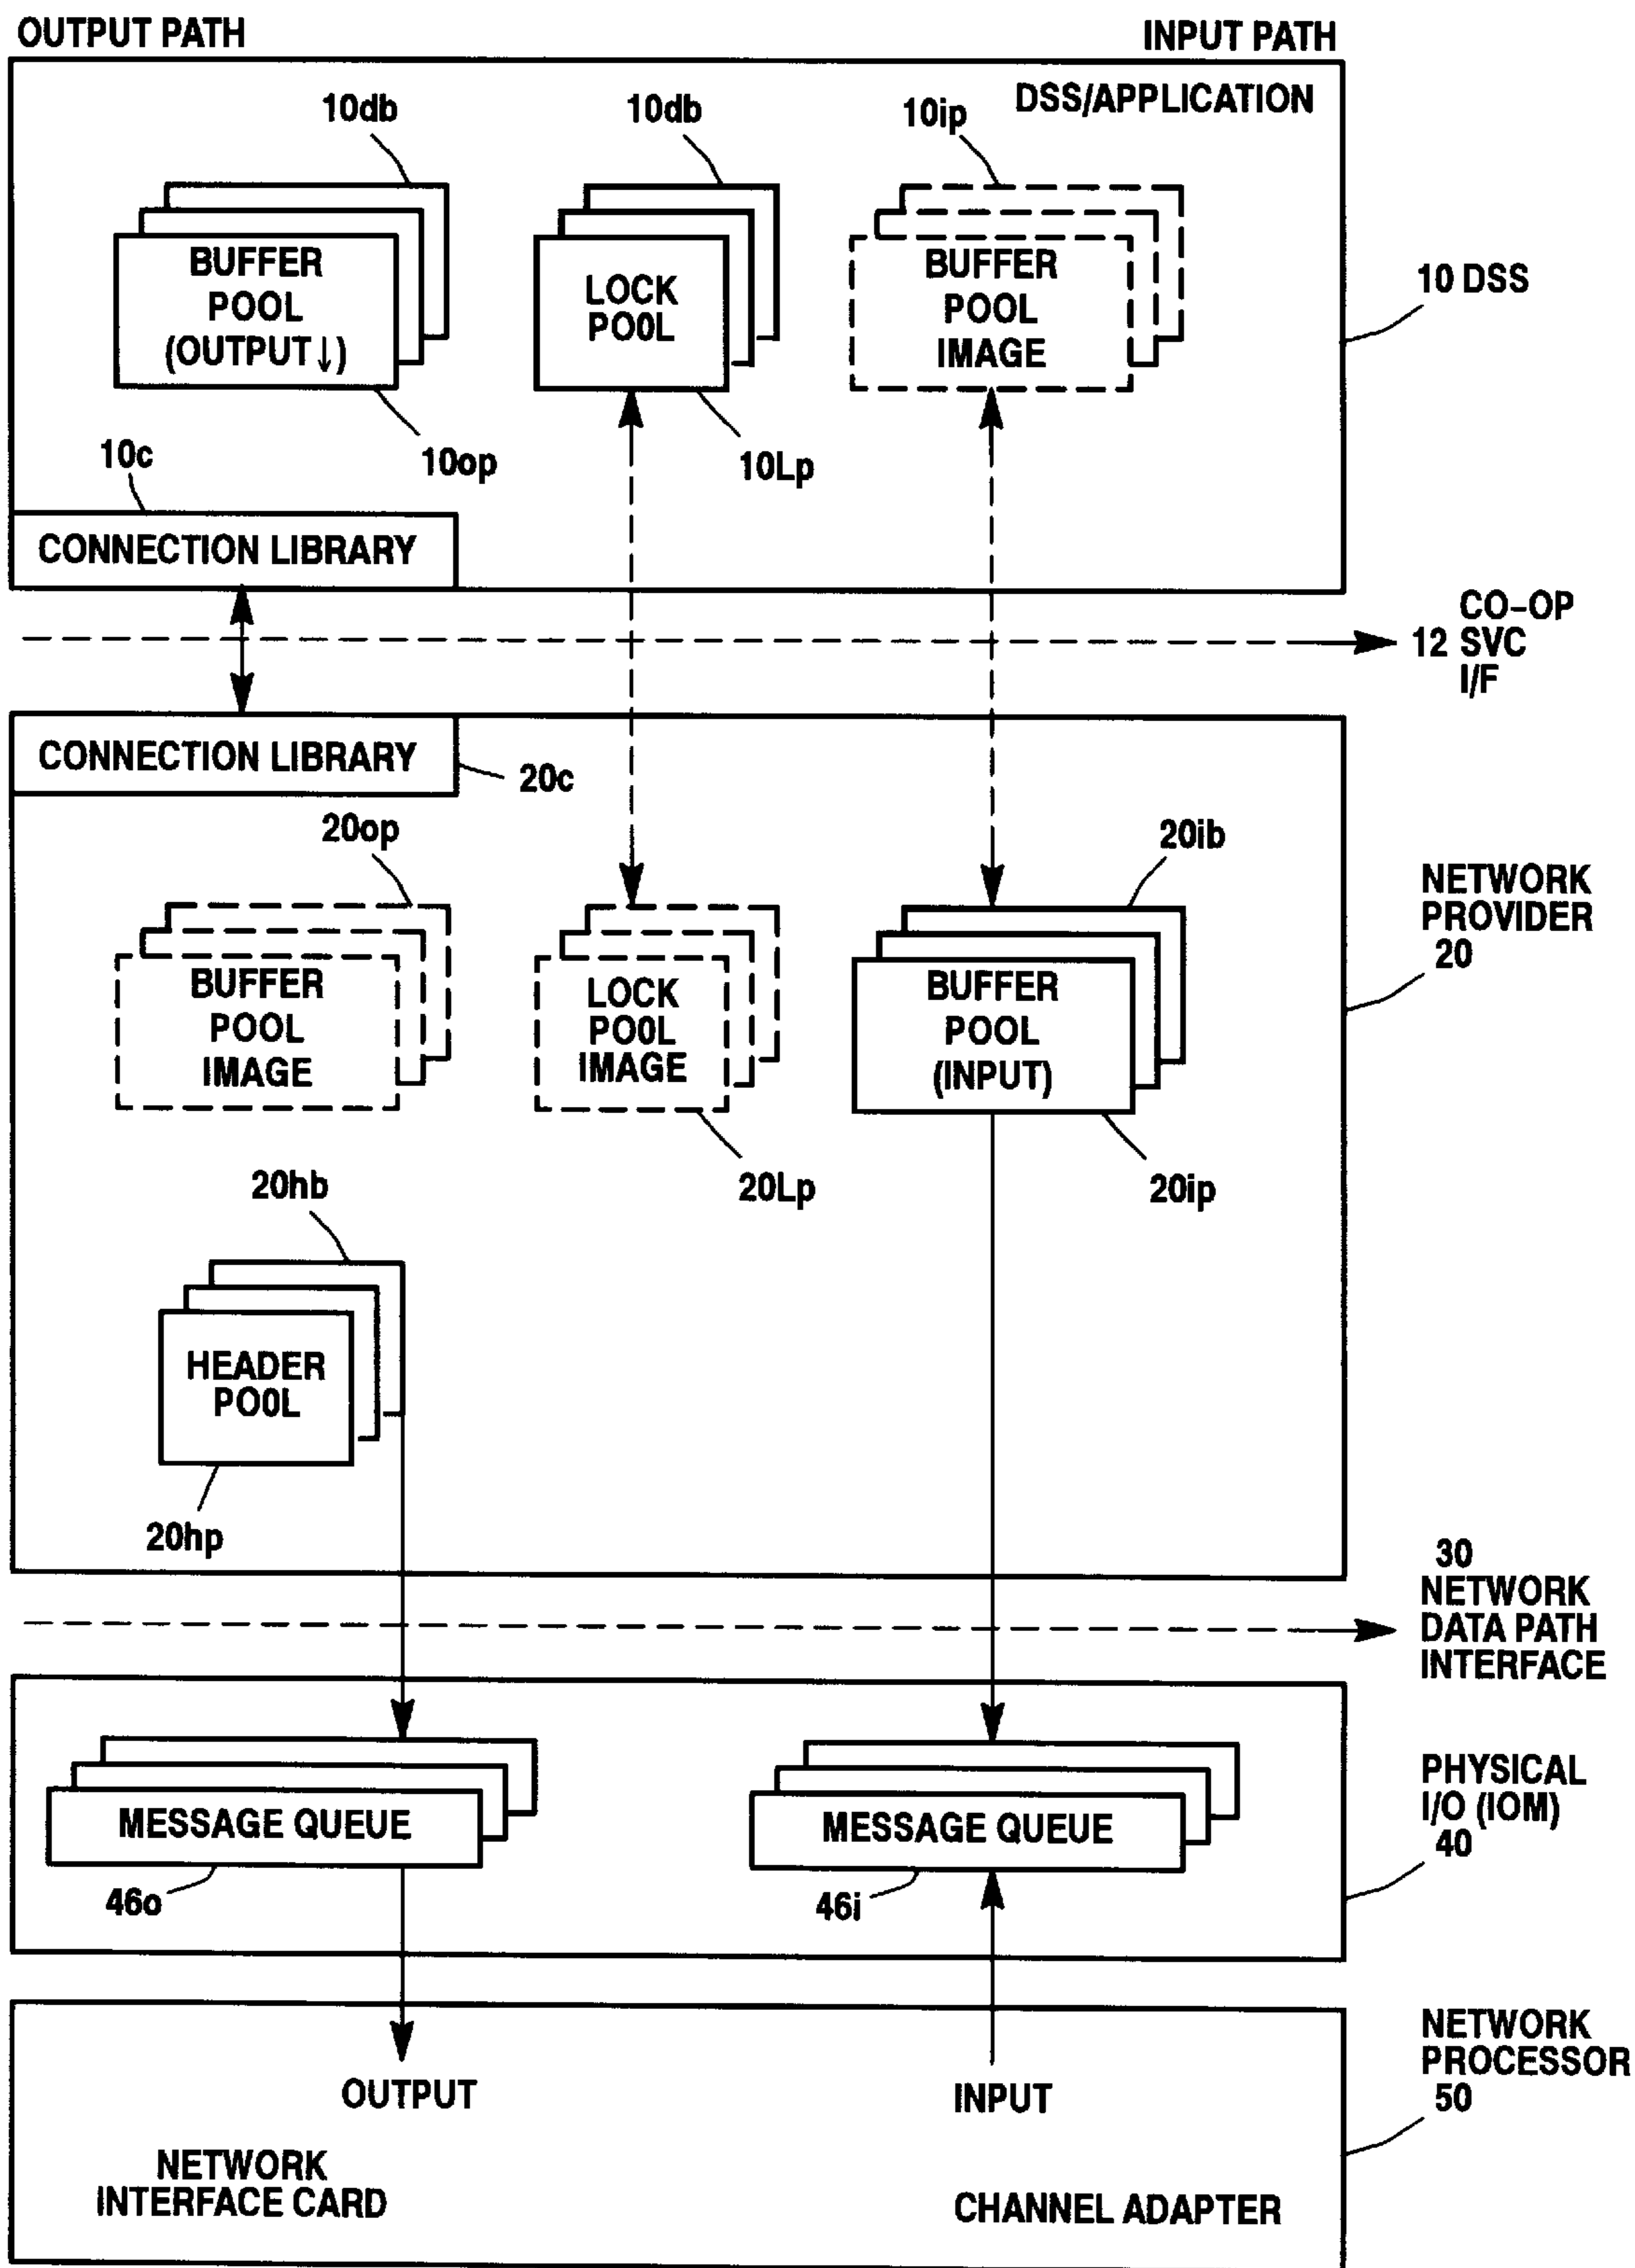 OUTPUT PATH
INPUT PATH
DSS/APPLICATION
10db
10db
10ip
BUFFER
POOL
(OUTPUT↓)
LOCK
POOL
BUFFER
POOL
IMAGE
10 DSS
10c
10op
10Lp
CONNECTION LIBRARY
CO-OP
12 SVC
I/F
CONNECTION LIBRARY
20c
20op
20ib
NETWORK
PROVIDER
20
BUFFER
POOL
IMAGE
LOCK
POOL
IMAGE
BUFFER
POOL
(INPUT)
20hb
20Lp
20ip
HEADER
POOL
20hp
30
NETWORK
DATA PATH
INTERFACE
MESSAGE QUEUE
MESSAGE QUEUE
PHYSICAL
I/O (IOM)
40
46o
46i
OUTPUT
INPUT
NETWORK
PROCESSOR
50
NETWORK
INTERFACE CARD
CHANNEL ADAPTER